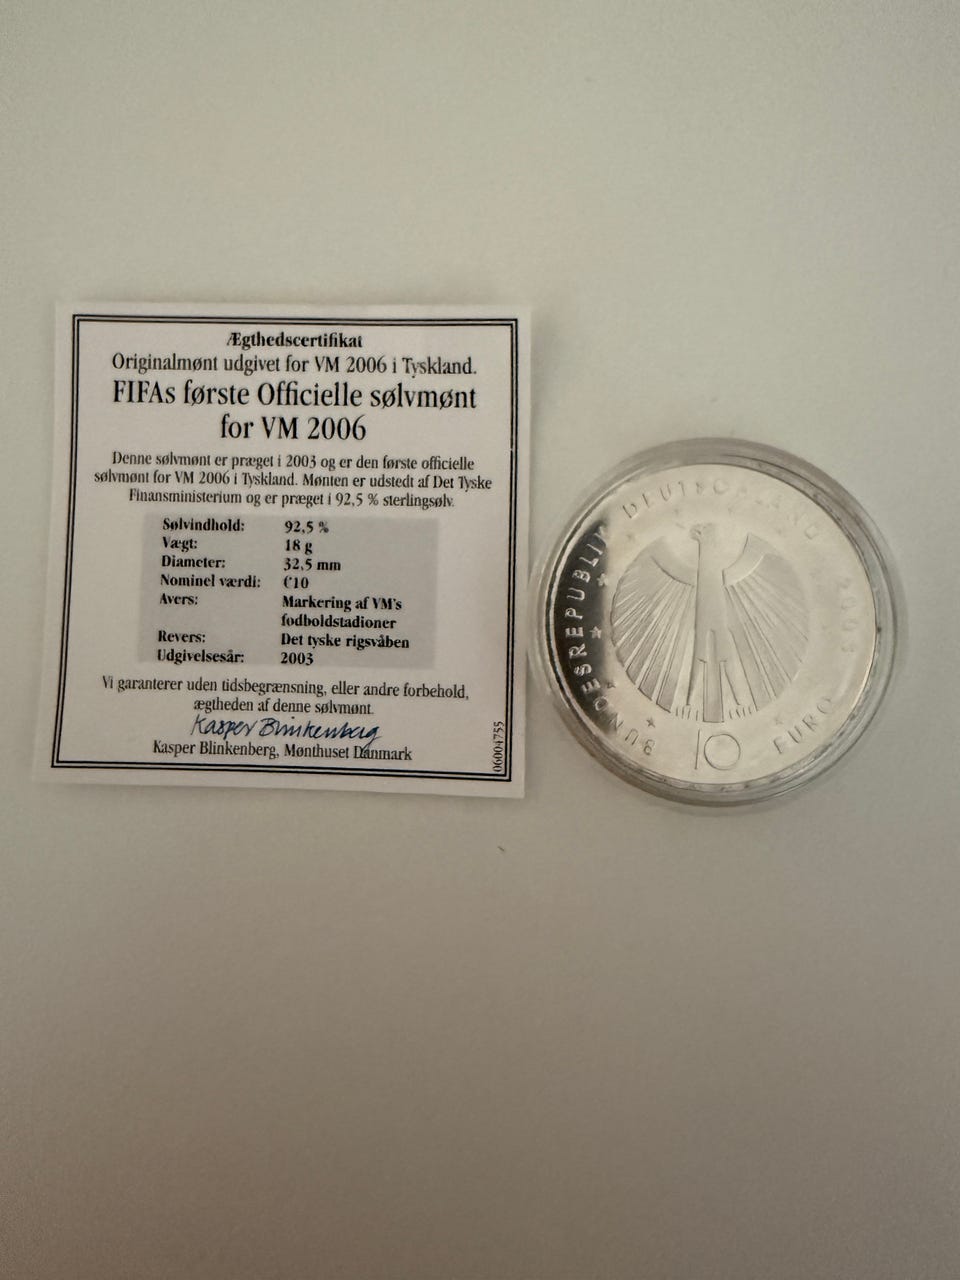 Ægthedscertifikat
Originalmønt udgivet for VM 2006 i Tyskland.
FIFAs første Officielle sølvmønt
for VM 2006
Denne sølvmønt er præget i 2003 og er den første officielle
sølvmønt for VM 2006 i Tyskland. Mønten er udstedt af Det Tyske
Finansministerium og er præget i 92,5 % sterlingsølv.
Sølvindhold: 92,5 %
Vægt: 18 g
Diameter: 32,5 mm
Nominel værdi: €10
Avers: Markering af VM's
fodboldstadioner
Revers: Det tyske rigsvåben
Udgivelsesår: 2003
Vi garanterer uden tidsbegrænsning, eller andre forbehold,
ægtheden af denne sølvmønt.
Kasper Blinkenberg
Kasper Blinkenberg, Mønthuset Danmark
06004755
BUNDESREPUBLIK DEUTSCHLAND 2003
10 EURO